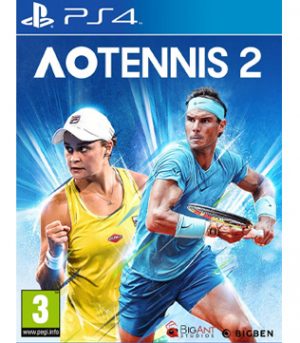 PS4
AOTENNIS 2
3
www.pegi.info
BIGANT
STUDIOS
BIGBEN